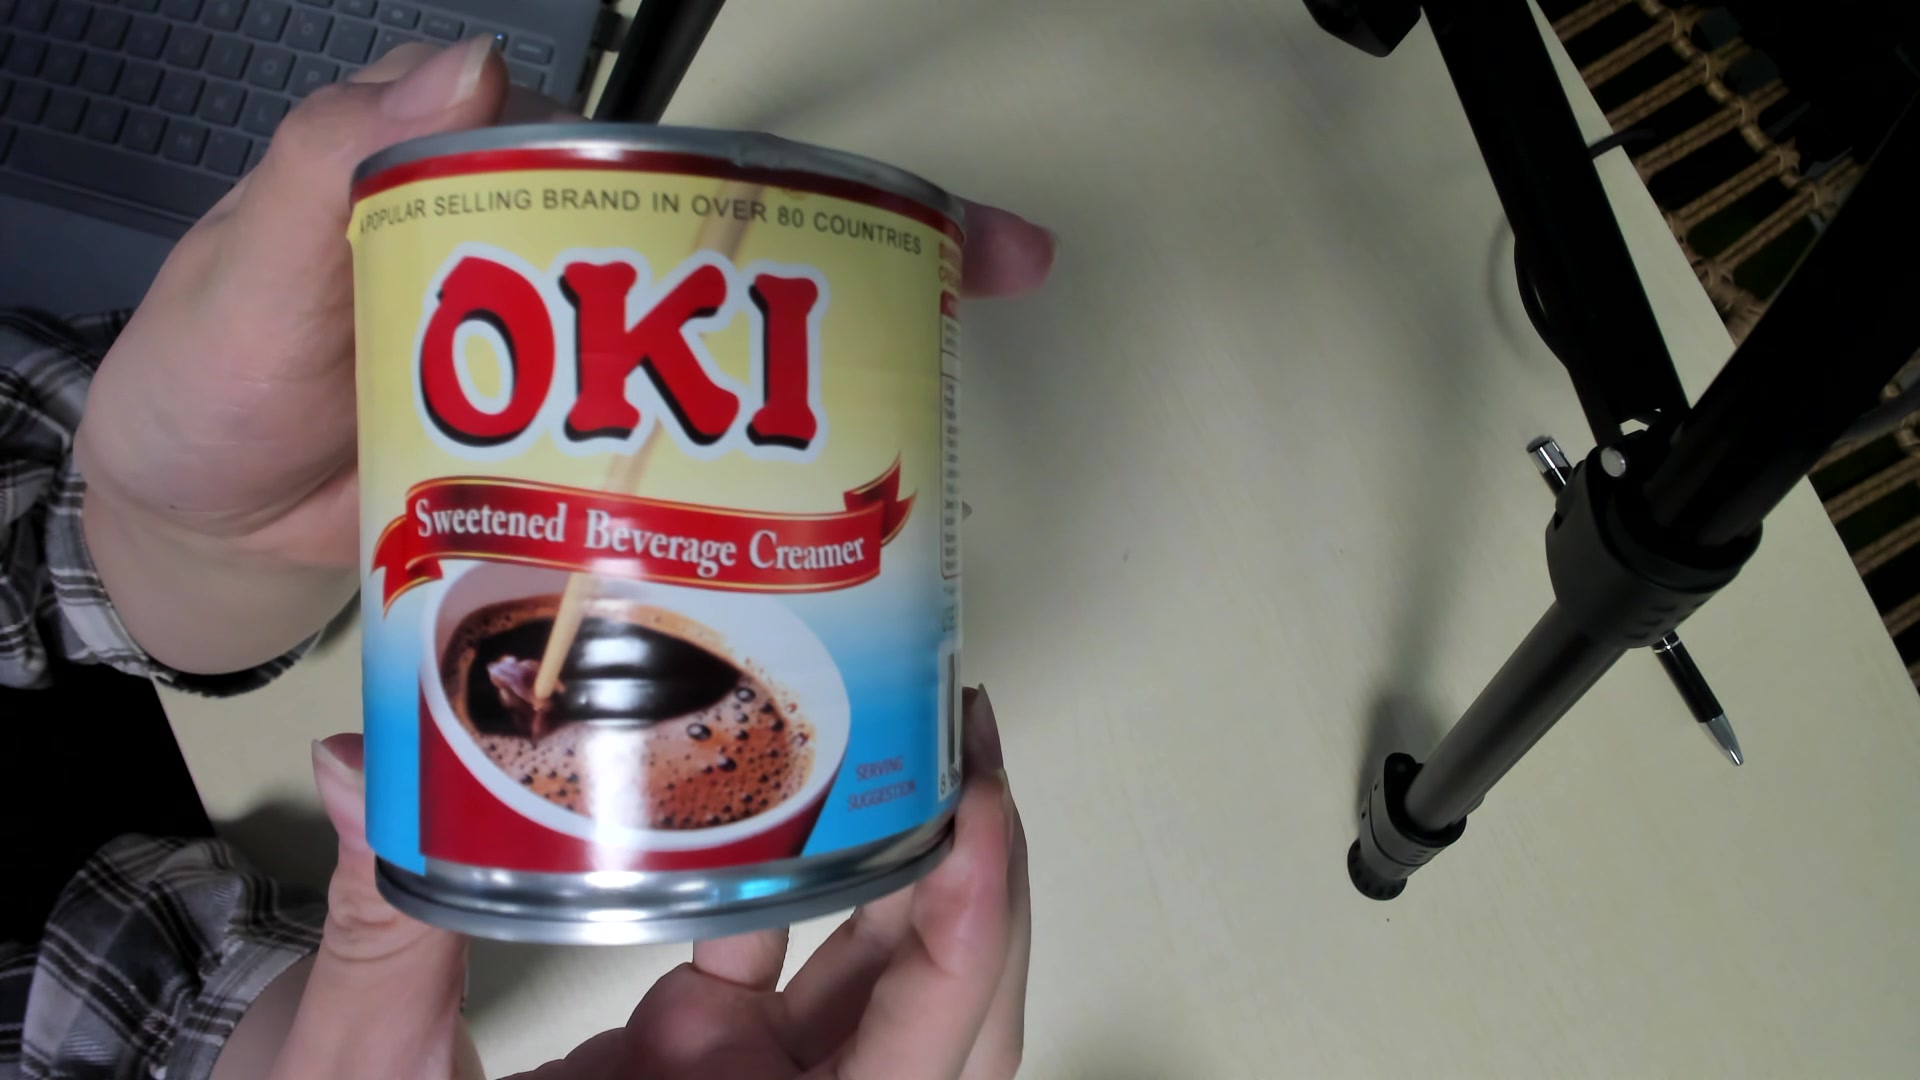 A POPULAR SELLING BRAND IN OVER 80 COUNTRIES
OKI
Sweetened Beverage Creamer
SERVING
SUGGESTION